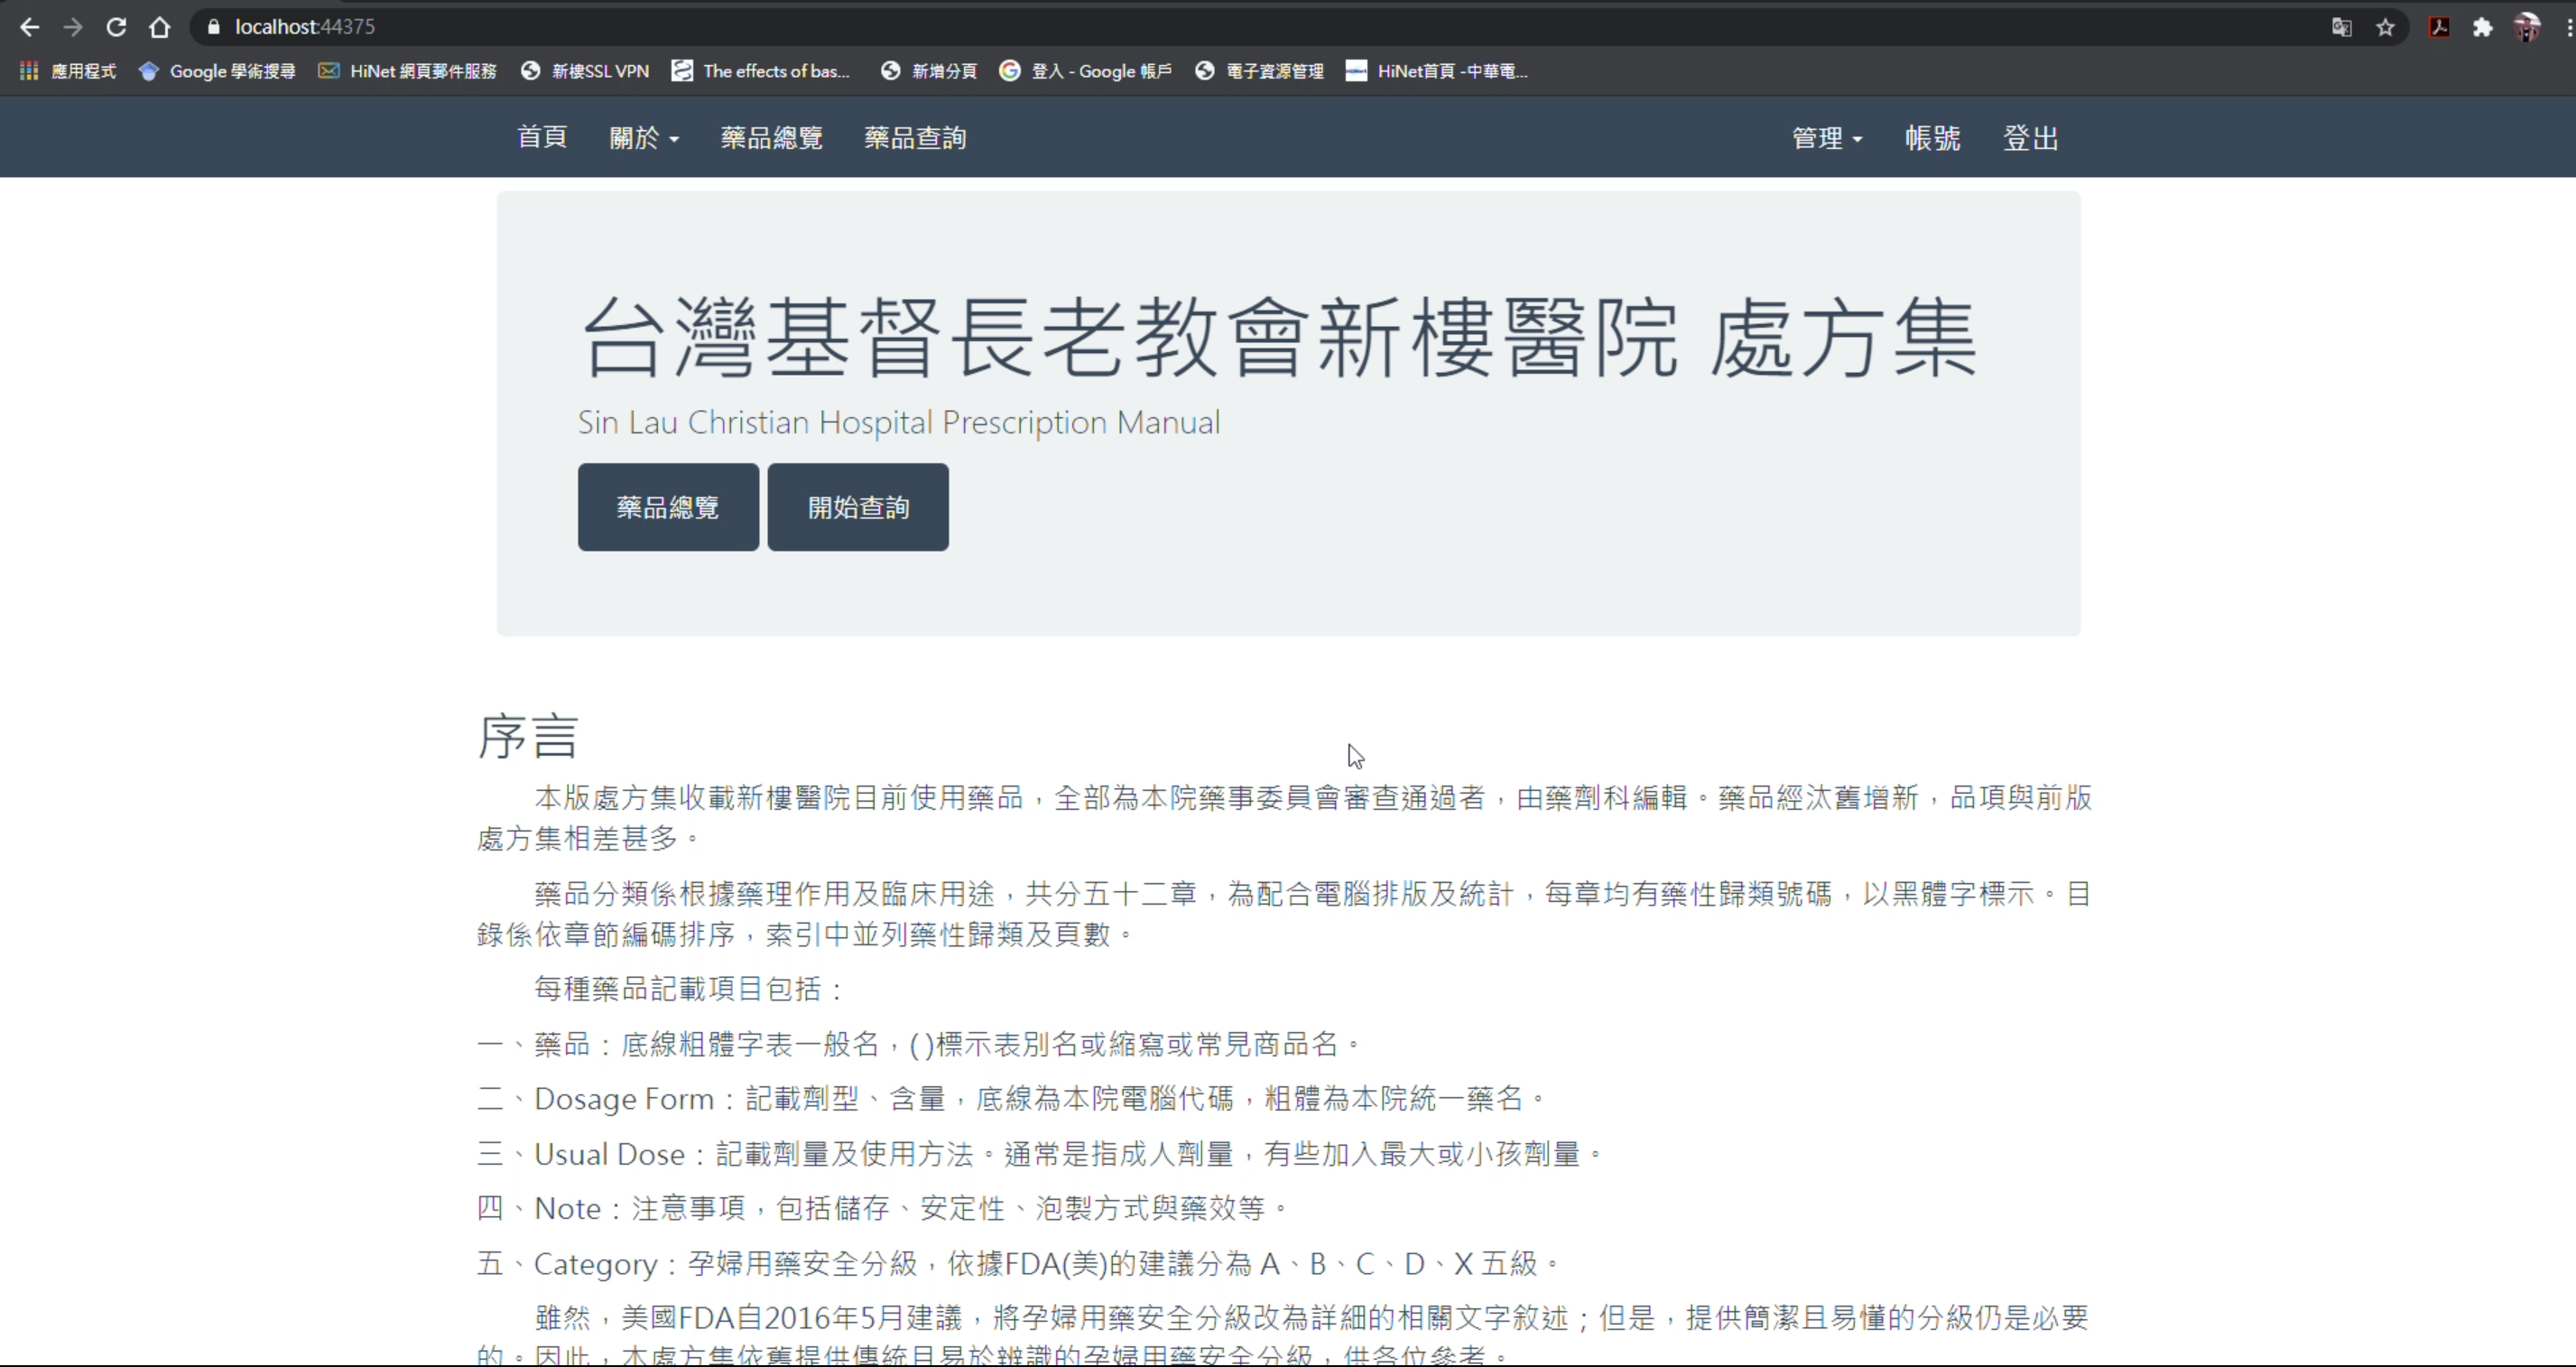 localhost:44375
應用程式 Google 學術搜尋 HiNet 網頁郵件服務 新樓SSL VPN The effects of bas... 新增分頁 登入 - Google 帳戶 電子資源管理 HiNet首頁 -中華電...
首頁 關於 藥品總覽 藥品查詢 管理 帳號 登出
台灣基督長老教會新樓醫院 處方集
Sin Lau Christian Hospital Prescription Manual
藥品總覽 開始查詢
序言
本版處方集收載新樓醫院目前使用藥品，全部為本院藥事委員會審查通過者，由藥劑科編輯。藥品經汰舊增新，品項與前版
處方集相差甚多。
藥品分類係根據藥理作用及臨床用途，共分五十二章，為配合電腦排版及統計，每章均有藥性歸類號碼，以黑體字標示。目
錄係依章節編碼排序，索引中並列藥性歸類及頁數。
每種藥品記載項目包括：
一、藥品：底線粗體字表一般名，( )標示表別名或縮寫或常見商品名。
二、Dosage Form：記載劑型、含量，底線為本院電腦代碼，粗體為本院統一藥名。
三、Usual Dose：記載劑量及使用方法。通常是指成人劑量，有些加入最大或小孩劑量。
四、Note：注意事項，包括儲存、安定性、泡製方式與藥效等。
五、Category：孕婦用藥安全分級，依據FDA(美)的建議分為 A、B、C、D、X 五級。
雖然，美國FDA自2016年5月建議，將孕婦用藥安全分級改為詳細的相關文字敘述；但是，提供簡潔且易懂的分級仍是必要
的。因此，本處方集依舊提供傳統且易於辨識的孕婦用藥安全分級，供各位參考。